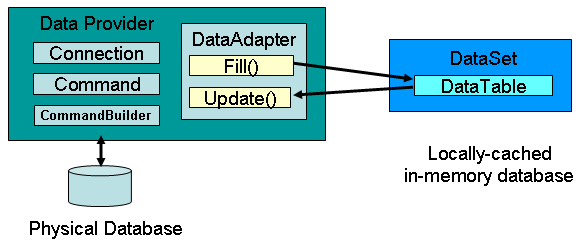 Data Provider
Connection
Command
CommandBuilder
DataAdapter
Fill()
Update()
DataSet
DataTable
Locally-cached
in-memory database
Physical Database